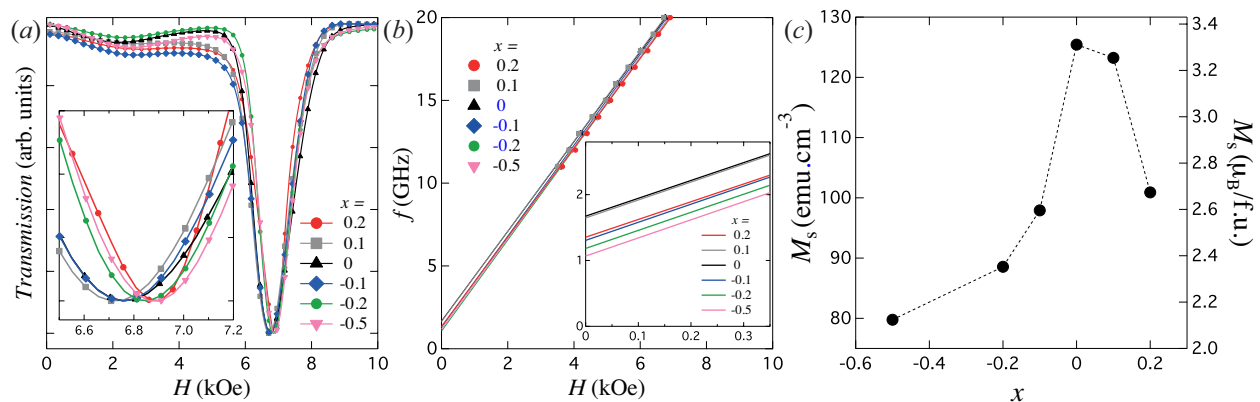 (a)
Transmission (arb. units)
6.6 6.8 7.0 7.2
x =
0.2
0.1
0
-0.1
-0.2
-0.5
0 2 4 6 8 10
H (kOe)
(b)
f (GHz)
20
15
10
5
0
x =
0.2
0.1
0
-0.1
-0.2
-0.5
2
1
0
x =
0.2
0.1
0
-0.1
-0.2
-0.5
0 0.1 0.2 0.3
0 2 4 6 8 10
H (kOe)
(c)
Ms (emu.cm-3)
130
120
110
100
90
80
3.4
3.2
3.0
2.8
2.6
2.4
2.2
2.0
Ms (μB/f.u.)
-0.6 -0.4 -0.2 0 0.2
x